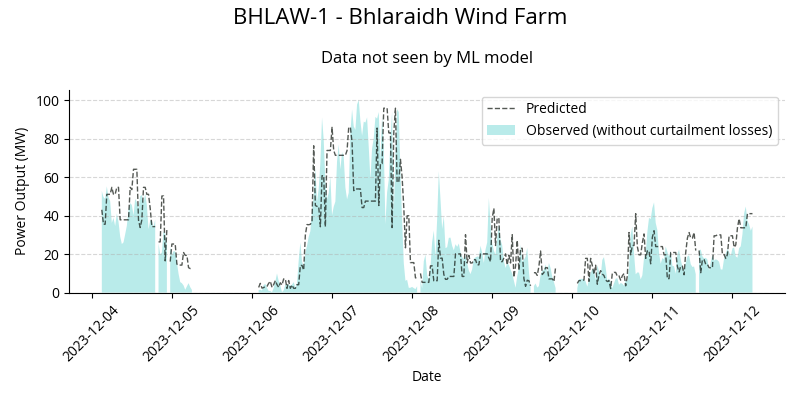 BHLAW-1 - Bhlaraidh Wind Farm
Data not seen by ML model
Power Output (MW)
100
80
60
40
20
0
Predicted
Observed (without curtailment losses)
2023-12-04
2023-12-05
2023-12-06
2023-12-07
2023-12-08
2023-12-09
2023-12-10
2023-12-11
2023-12-12
Date